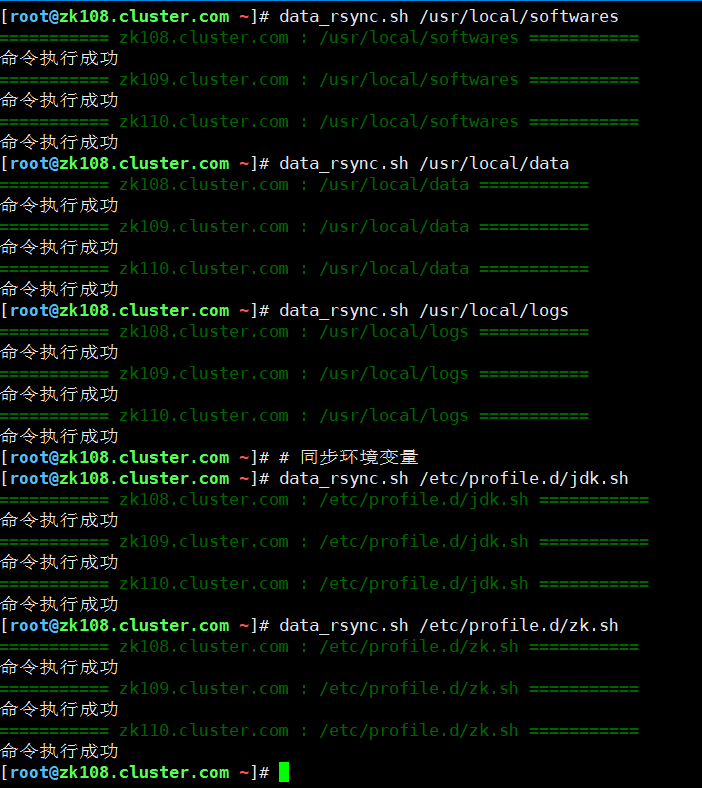 [root@zk108.cluster.com ~]# data_rsync.sh /usr/local/softwares
=========== zk108.cluster.com : /usr/local/softwares ===========
命令执行成功
=========== zk109.cluster.com : /usr/local/softwares ===========
命令执行成功
=========== zk110.cluster.com : /usr/local/softwares ===========
命令执行成功
[root@zk108.cluster.com ~]# data_rsync.sh /usr/local/data
=========== zk108.cluster.com : /usr/local/data ===========
命令执行成功
=========== zk109.cluster.com : /usr/local/data ===========
命令执行成功
=========== zk110.cluster.com : /usr/local/data ===========
命令执行成功
[root@zk108.cluster.com ~]# data_rsync.sh /usr/local/logs
=========== zk108.cluster.com : /usr/local/logs ===========
命令执行成功
=========== zk109.cluster.com : /usr/local/logs ===========
命令执行成功
=========== zk110.cluster.com : /usr/local/logs ===========
命令执行成功
[root@zk108.cluster.com ~]# # 同步环境变量
[root@zk108.cluster.com ~]# data_rsync.sh /etc/profile.d/jdk.sh
=========== zk108.cluster.com : /etc/profile.d/jdk.sh ===========
命令执行成功
=========== zk109.cluster.com : /etc/profile.d/jdk.sh ===========
命令执行成功
=========== zk110.cluster.com : /etc/profile.d/jdk.sh ===========
命令执行成功
[root@zk108.cluster.com ~]# data_rsync.sh /etc/profile.d/zk.sh
=========== zk108.cluster.com : /etc/profile.d/zk.sh ===========
命令执行成功
=========== zk109.cluster.com : /etc/profile.d/zk.sh ===========
命令执行成功
=========== zk110.cluster.com : /etc/profile.d/zk.sh ===========
命令执行成功
[root@zk108.cluster.com ~]#